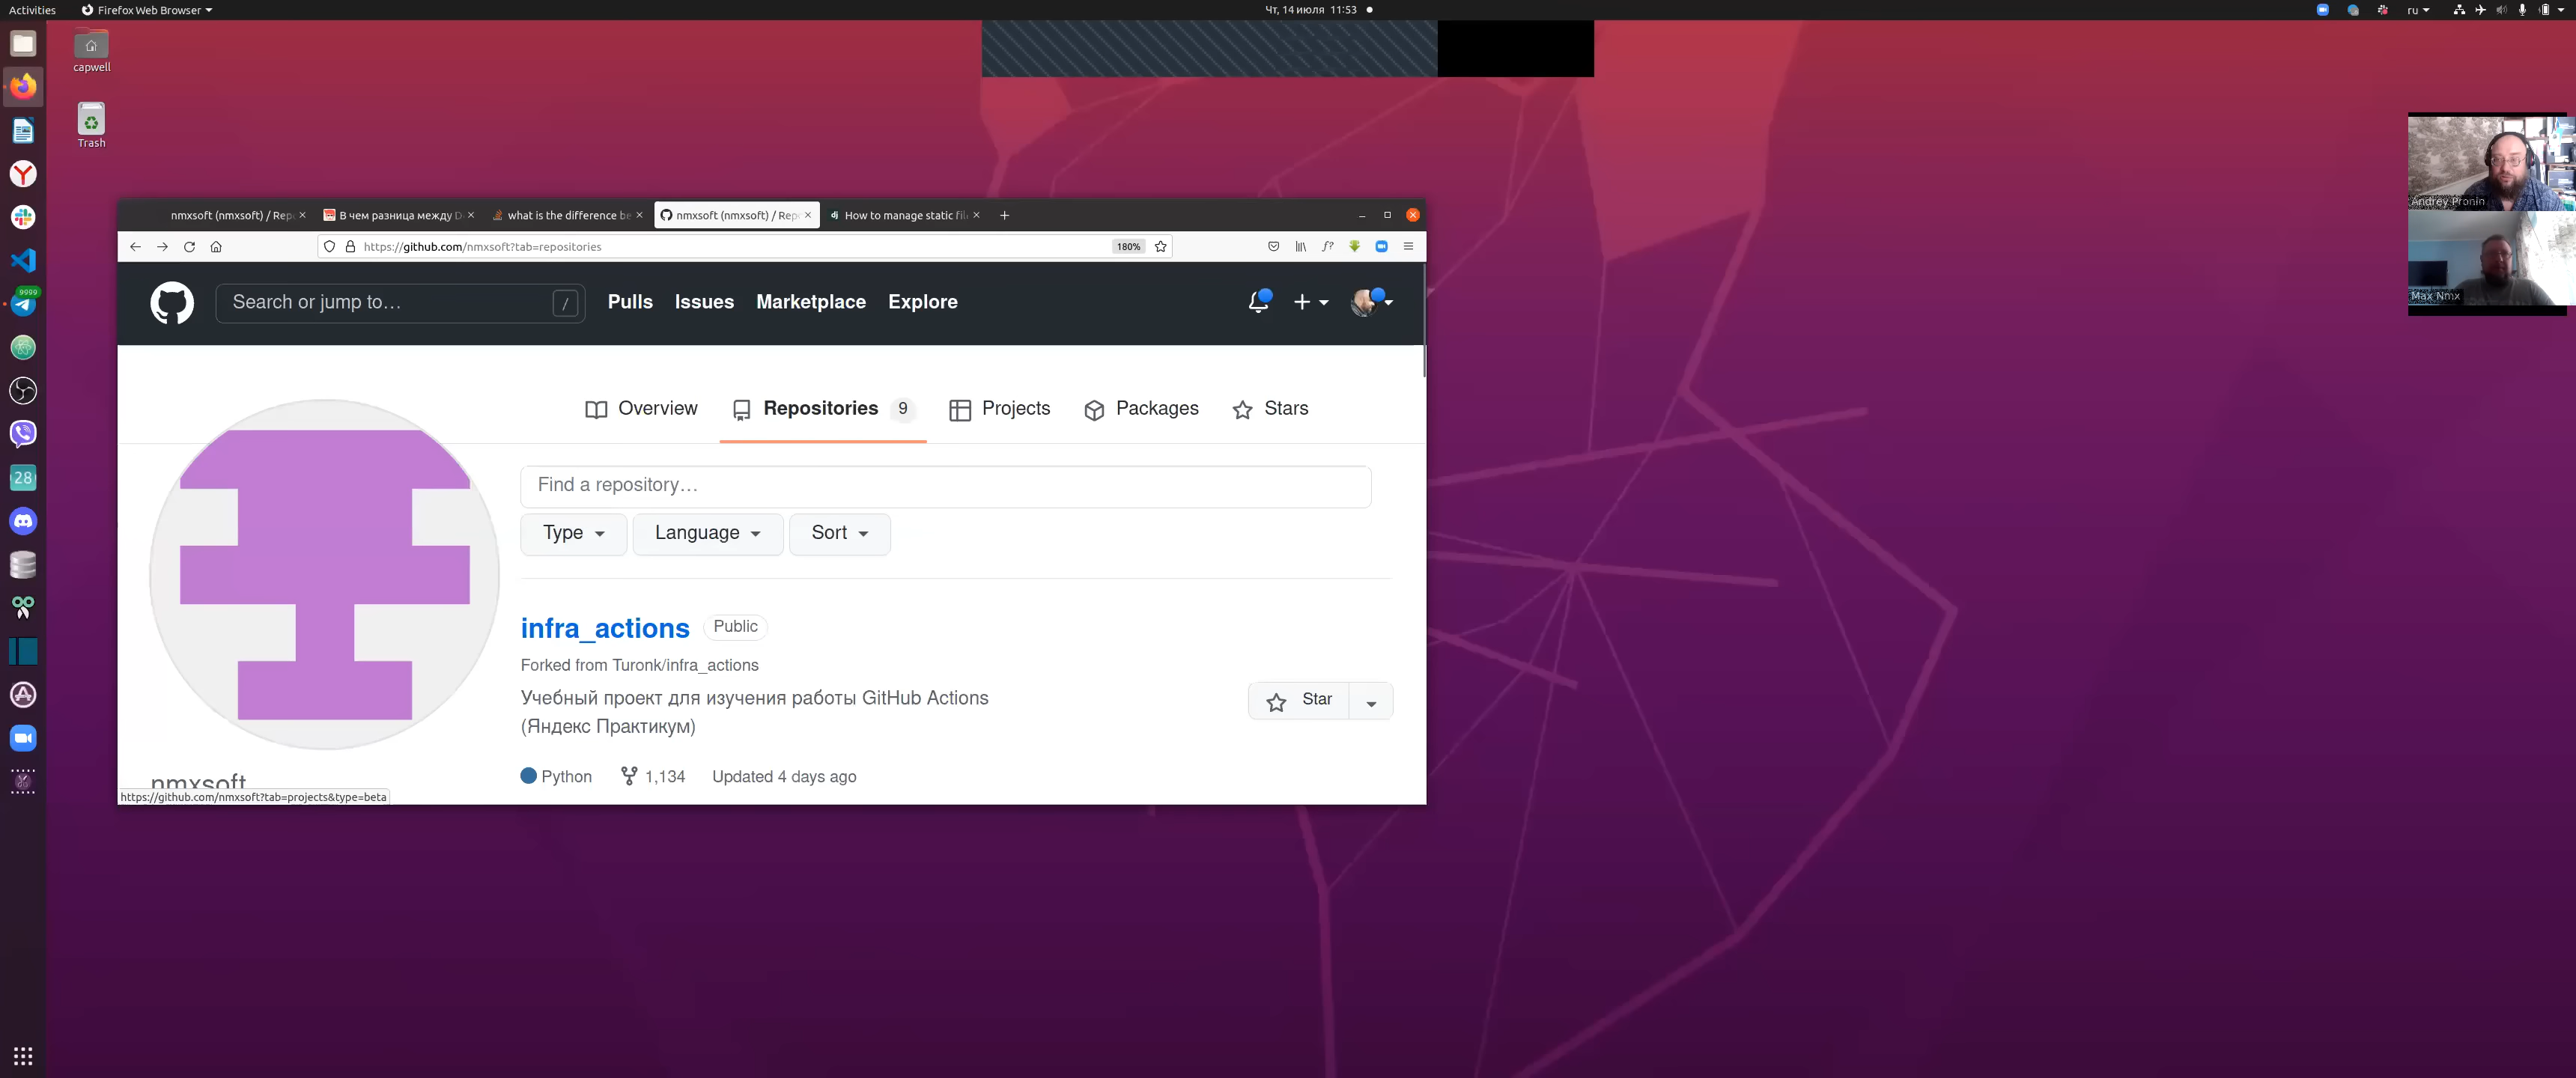 Activities
Firefox Web Browser
Чт, 14 июля 11:53
ru
capwell
Trash
9999
28
nmxsoft (nmxsoft) / Rep
В чем разница между D
what is the difference be
nmxsoft (nmxsoft) / Rep
How to manage static fil
https://github.com/nmxsoft?tab=repositories
180%
Search or jump to…
/
Pulls
Issues
Marketplace
Explore
Overview
Repositories 9
Projects
Packages
Stars
Find a repository…
Type
Language
Sort
infra_actions
Public
Forked from Turonk/infra_actions
Учебный проект для изучения работы GitHub Actions
(Яндекс Практикум)
Star
Python
1,134
Updated 4 days ago
nmxsoft
https://github.com/nmxsoft?tab=projects&type=beta
Andrey Pronin
Max Nmx